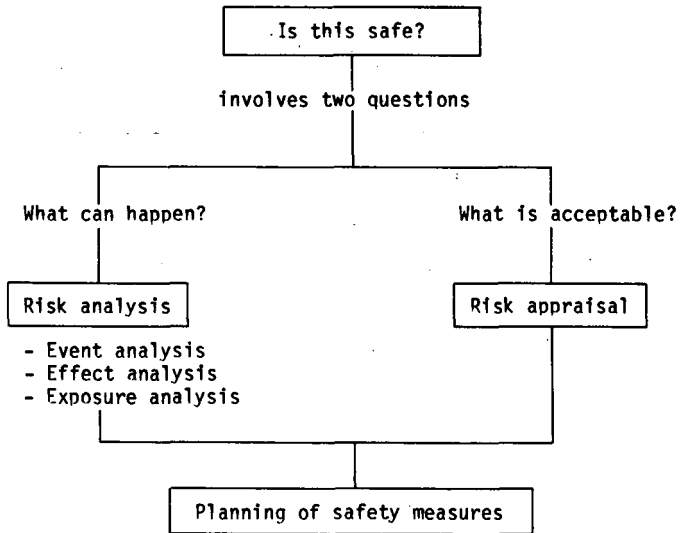 Is this safe?
involves two questions
What can happen?
What is acceptable?
Risk analysis
Risk appraisal
- Event analysis
- Effect analysis
- Exposure analysis
Planning of safety measures